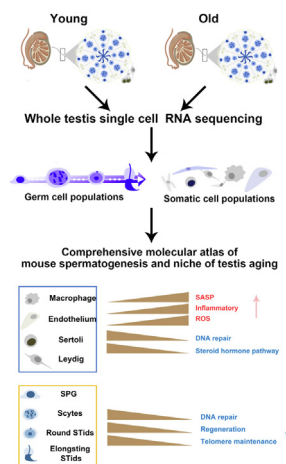 Young
Old
Whole testis single cell RNA sequencing
Germ cell populations
Somatic cell populations
Comprehensive molecular atlas of
mouse spermatogenesis and niche of testis aging
Macrophage
Endothelium
Sertoli
Leydig
SASP
Inflammatory
ROS
DNA repair
Steroid hormone pathway
SPG
Scytes
Round STids
Elongsting
STids
DNA repair
Regeneration
Telomere maintenance